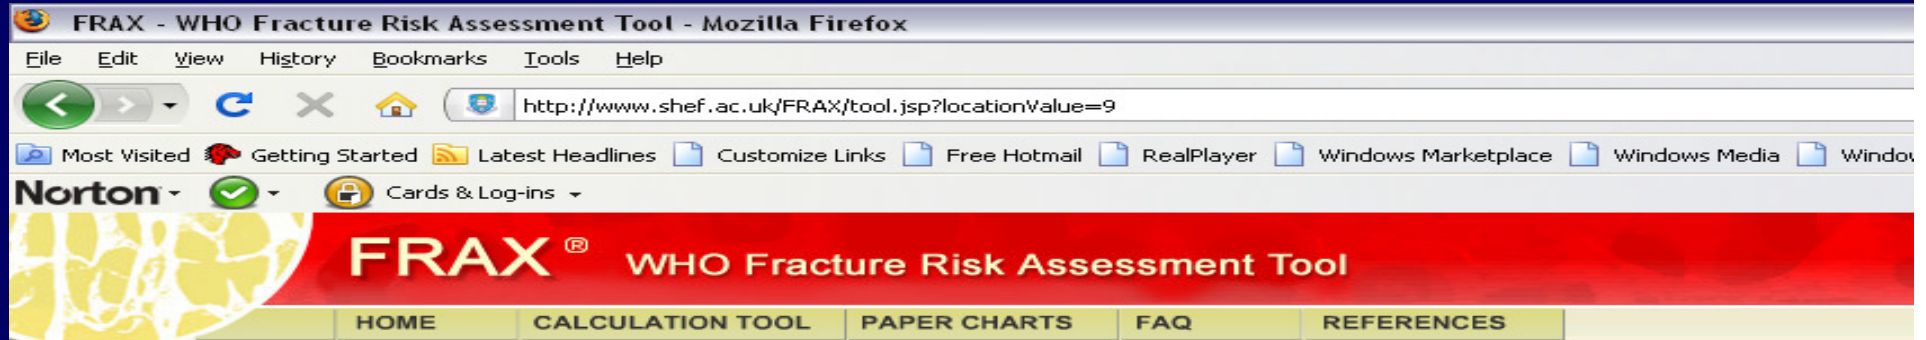 FRAX - WHO Fracture Risk Assessment Tool - Mozilla Firefox
File Edit View History Bookmarks Tools Help
http://www.shef.ac.uk/FRAX/tool.jsp?locationValue=9
Most Visited Getting Started Latest Headlines Customize Links Free Hotmail RealPlayer Windows Marketplace Windows Media
Norton Cards & Log-ins
FRAX ® WHO Fracture Risk Assessment Tool
HOME CALCULATION TOOL PAPER CHARTS FAQ REFERENCES